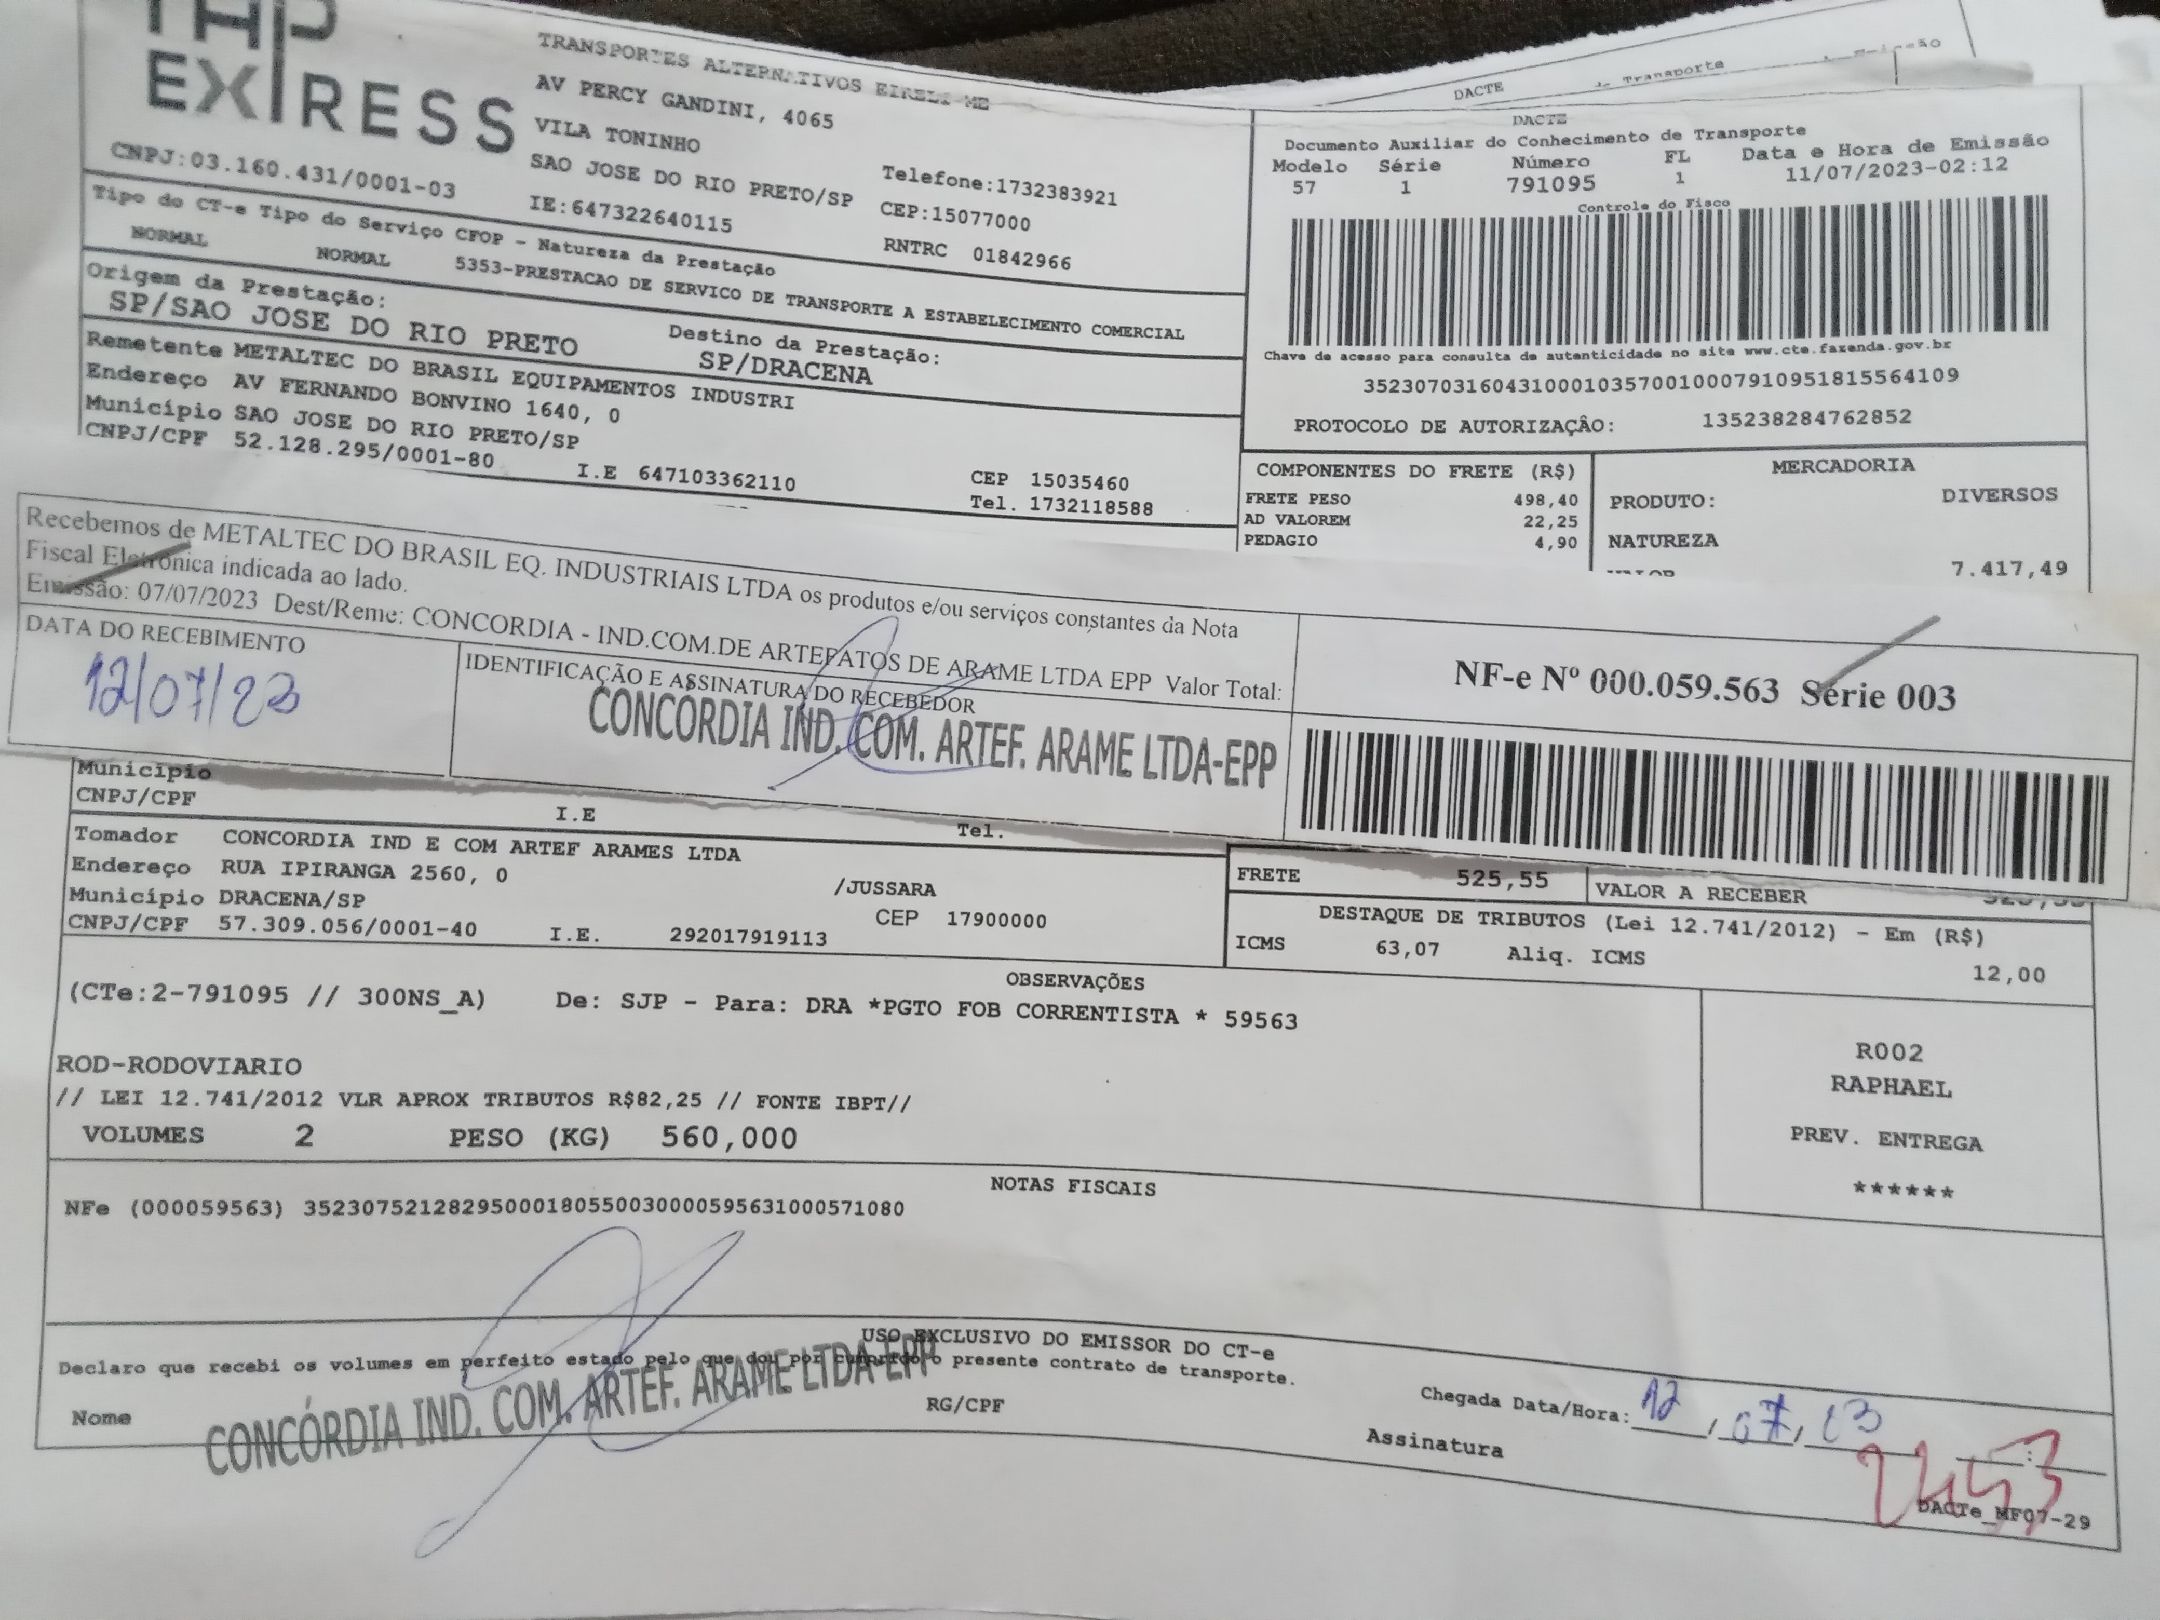 EXPRESS
CNPJ:03.160.431/0001-03
TRANSPORTES ALTERNATIVOS EIRELI ME
AV PERCY GANDINI, 4065
VILA TONINHO
SAO JOSE DO RIO PRETO/SP
IE:647322640115
Telefone:1732383921
CEP:15077000
RNTRC 01842966
DACTE
Documento Auxiliar do Conhecimento de Transporte
Modelo Série Número FL Data e Hora de Emissão
57 1 791095 1 11/07/2023-02:12
Controle do Fisco
Chave de acesso para consulta de autenticidade no site www.cte.fazenda.gov.br
35230703160431000103570010007910951815564109
PROTOCOLO DE AUTORIZAÇÂO: 135238284762852
Tipo do CT-e Tipo do Serviço CFOP - Natureza da Prestação
NORMAL NORMAL 5353-PRESTACAO DE SERVICO DE TRANSPORTE A ESTABELECIMENTO COMERCIAL
Origem da Prestação: Destino da Prestação:
SP/SAO JOSE DO RIO PRETO SP/DRACENA
Remetente METALTEC DO BRASIL EQUIPAMENTOS INDUSTRI
Endereço AV FERNANDO BONVINO 1640, 0
Município SAO JOSE DO RIO PRETO/SP CEP 15035460
CNPJ/CPF 52.128.295/0001-80 I.E 647103362110 Tel. 1732118588
COMPONENTES DO FRETE (R$)
FRETE PESO 498,40
AD VALOREM 22,25
PEDAGIO 4,90
MERCADORIA
PRODUTO: DIVERSOS
NATUREZA
7.417,49
DACTE
Transporte
Recebemos de METALTEC DO BRASIL EQ. INDUSTRIAIS LTDA os produtos e/ou serviços constantes da Nota
Fiscal Eletrônica indicada ao lado.
Emissão: 07/07/2023 Dest/Reme: CONCORDIA - IND.COM.DE ARTEFATOS DE ARAME LTDA EPP Valor Total:
DATA DO RECEBIMENTO
12/07/23
IDENTIFICAÇÃO E ASSINATURA DO RECEBEDOR
CONCÓRDIA IND. COM. ARTEF. ARAME LTDA-EPP
NF-e Nº 000.059.563 Série 003
Município
CNPJ/CPF I.E Tel.
Tomador CONCORDIA IND E COM ARTEF ARAMES LTDA
Endereço RUA IPIRANGA 2560, 0 /JUSSARA
Município DRACENA/SP CEP 17900000
CNPJ/CPF 57.309.056/0001-40 I.E. 292017919113
FRETE 525,55 VALOR A RECEBER
DESTAQUE DE TRIBUTOS (Lei 12.741/2012) - Em (R$)
ICMS 63,07 Aliq. ICMS 12,00
OBSERVAÇÕES
(CTe:2-791095 // 300NS_A) De: SJP - Para: DRA *PGTO FOB CORRENTISTA * 59563
ROD-RODOVIARIO
// LEI 12.741/2012 VLR APROX TRIBUTOS R$82,25 // FONTE IBPT//
VOLUMES 2 PESO (KG) 560,000
R002
RAPHAEL
PREV. ENTREGA
******
NOTAS FISCAIS
NFe (000059563) 35230752128295000180550030000595631000571080
USO EXCLUSIVO DO EMISSOR DO CT-e
Declaro que recebi os volumes em perfeito estado pelo que dou por cumprido o presente contrato de transporte.
Nome RG/CPF
CONCÓRDIA IND. COM. ARTEF. ARAME LTDA-EPP
Chegada Data/Hora: 12, 07, 23
Assinatura
DACTe_MF07-29